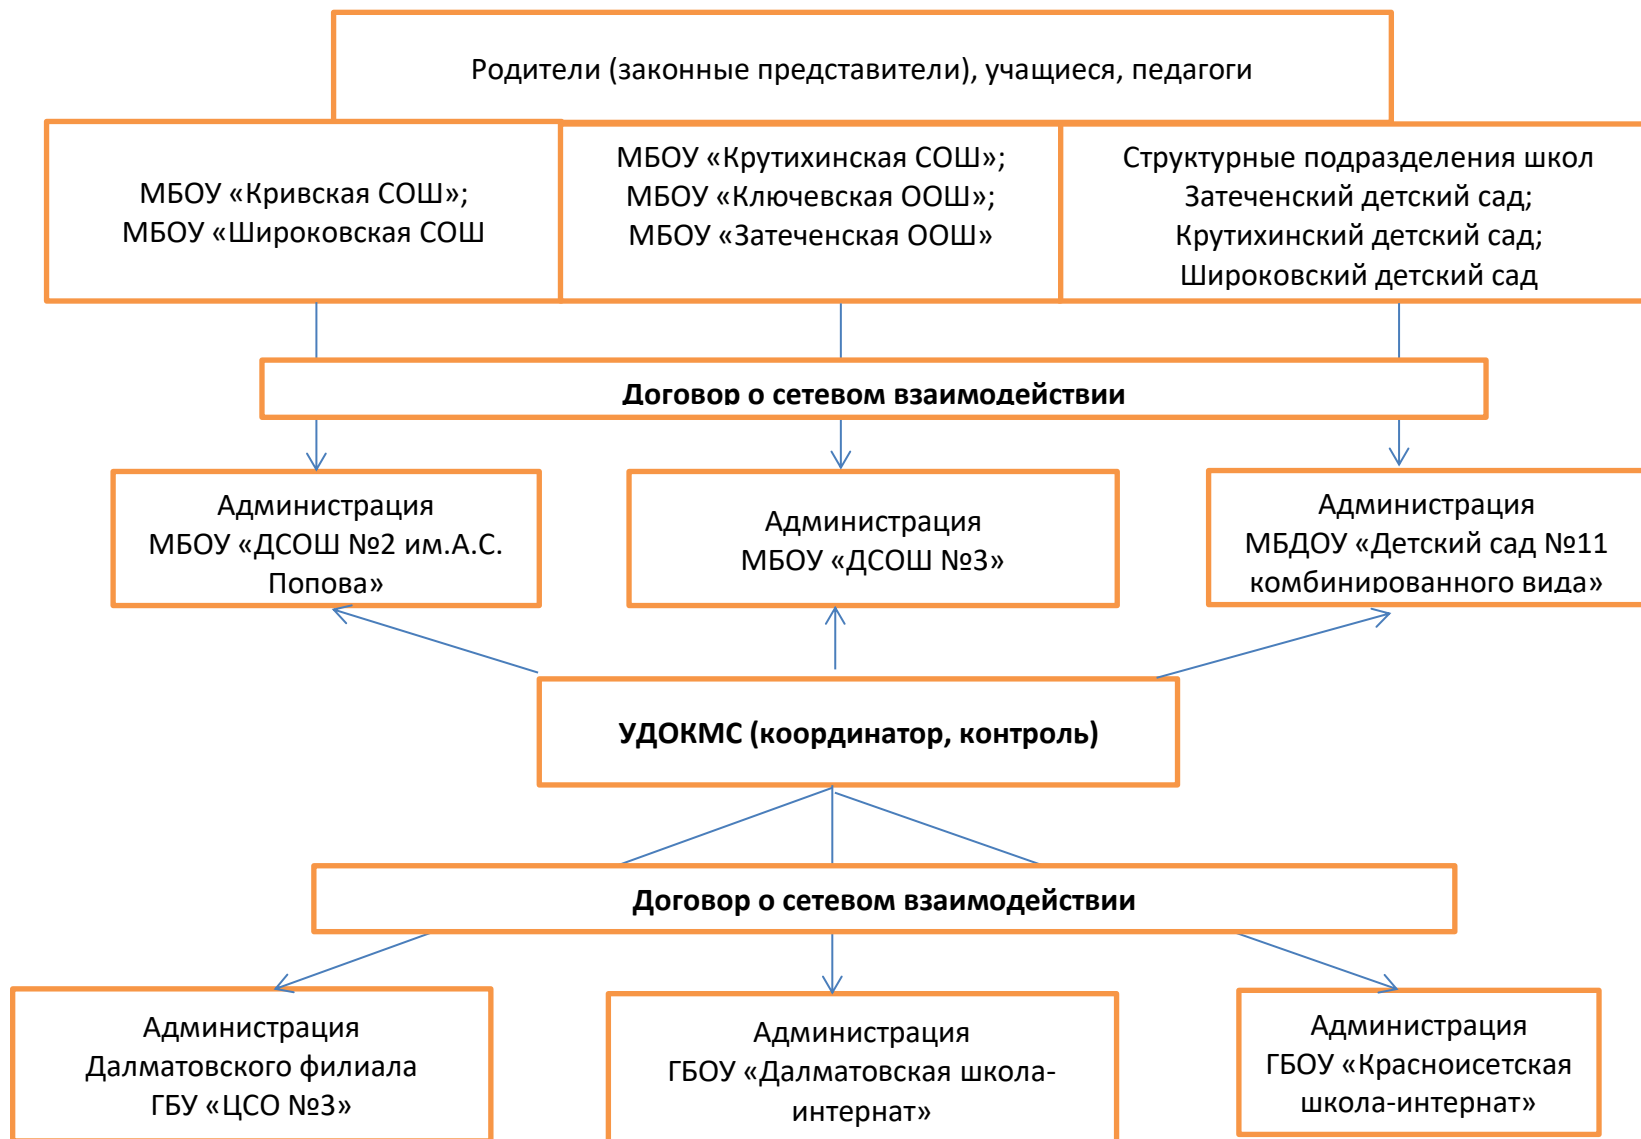 Родители (законные представители), учащиеся, педагоги
МБОУ «Кривская СОШ»;
МБОУ «Широковская СОШ
МБОУ «Крутихинская СОШ»;
МБОУ «Ключевская ООШ»;
МБОУ «Затеченская ООШ»
Структурные подразделения школ
Затеченский детский сад;
Крутихинский детский сад;
Широковский детский сад
Договор о сетевом взаимодействии
Администрация
МБОУ «ДСОШ №2 им.А.С.
Попова»
Администрация
МБОУ «ДСОШ №3»
Администрация
МБДОУ «Детский сад №11
комбинированного вида»
УДОКМС (координатор, контроль)
Договор о сетевом взаимодействии
Администрация
Далматовского филиала
ГБУ «ЦСО №3»
Администрация
ГБОУ «Далматовская школа-
интернат»
Администрация
ГБОУ «Красноисетская
школа-интернат»